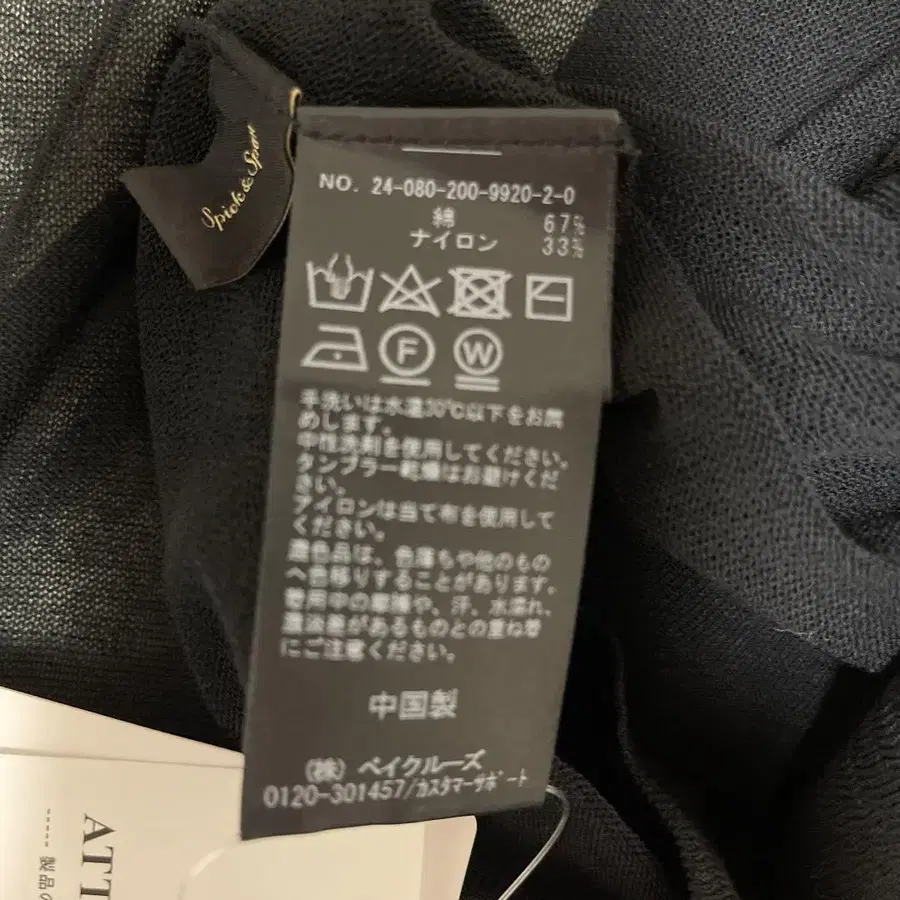 Spick & Span
NO. 24-080-200-9920-2-0
綿 67%
ナイロン 33%
F W
手洗いは水温30℃以下をお薦
めします。
中性洗剤を使用してください。
タンブラー乾燥はお避けくだ
さい。
アイロンは当て布を使用して
ください。
濃色品は、色落ちや他のもの
へ色移りすることがあります。
着用中の摩擦や、汗、水濡れ、
濃淡差があるものとの重ね着
にご注意ください。
中国製
(株) ベイクルーズ
0120-301457/カスタマーサポート
ATT
製品の